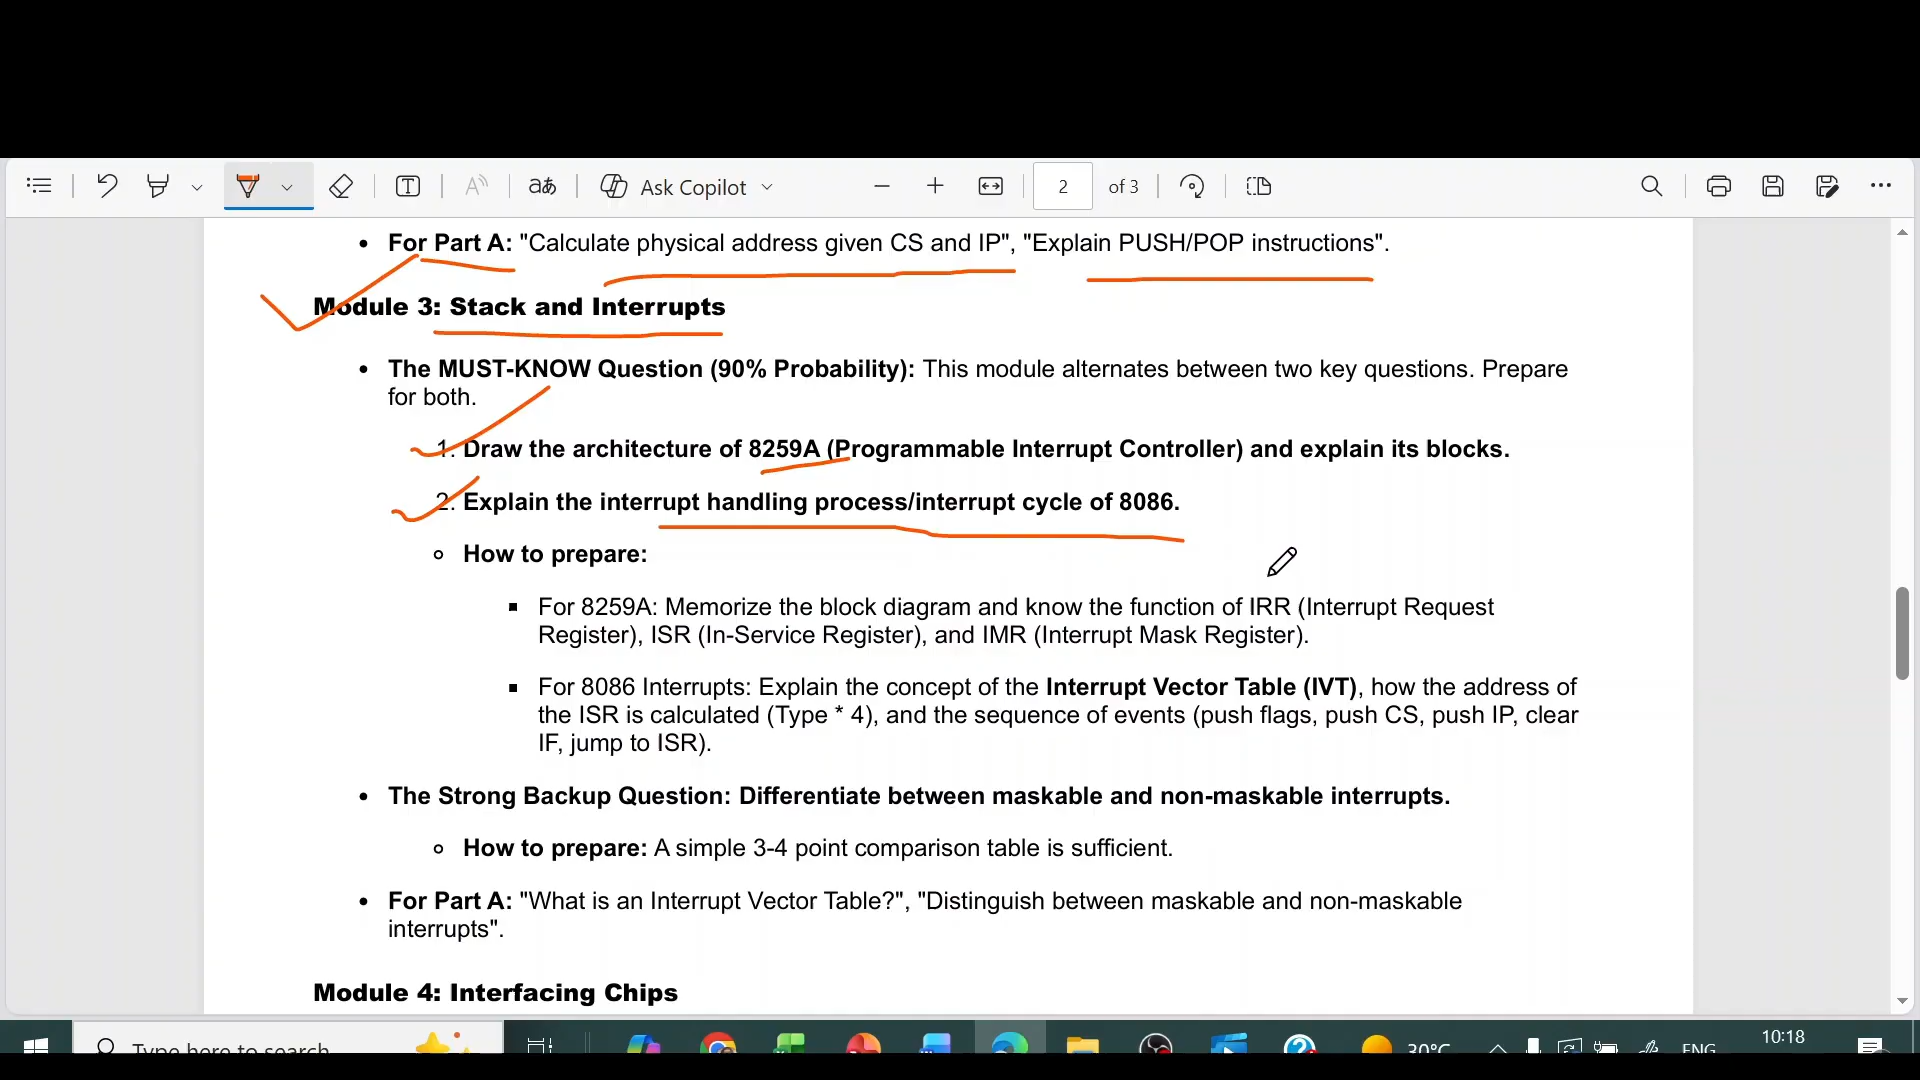 Ask Copilot
2
of 3
• For Part A: "Calculate physical address given CS and IP", "Explain PUSH/POP instructions".
Module 3: Stack and Interrupts
• The MUST-KNOW Question (90% Probability): This module alternates between two key questions. Prepare
for both.
1. Draw the architecture of 8259A (Programmable Interrupt Controller) and explain its blocks.
2. Explain the interrupt handling process/interrupt cycle of 8086.
How to prepare:
For 8259A: Memorize the block diagram and know the function of IRR (Interrupt Request
Register), ISR (In-Service Register), and IMR (Interrupt Mask Register).
For 8086 Interrupts: Explain the concept of the Interrupt Vector Table (IVT), how the address of
the ISR is calculated (Type * 4), and the sequence of events (push flags, push CS, push IP, clear
IF, jump to ISR).
• The Strong Backup Question: Differentiate between maskable and non-maskable interrupts.
How to prepare: A simple 3-4 point comparison table is sufficient.
• For Part A: "What is an Interrupt Vector Table?", "Distinguish between maskable and non-maskable
interrupts".
Module 4: Interfacing Chips
Type here to search
30°C
ENG
10:18